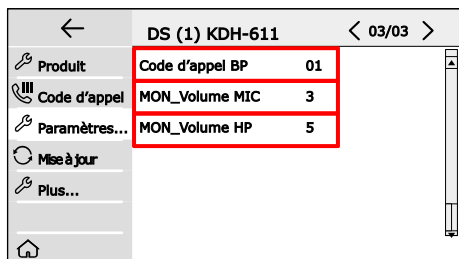 DS (1) KDH-611
03/03
Produit
Code d'appel
Paramètres...
Mise à jour
Plus...
Code d'appel BP 01
MON_Volume MIC 3
MON_Volume HP 5